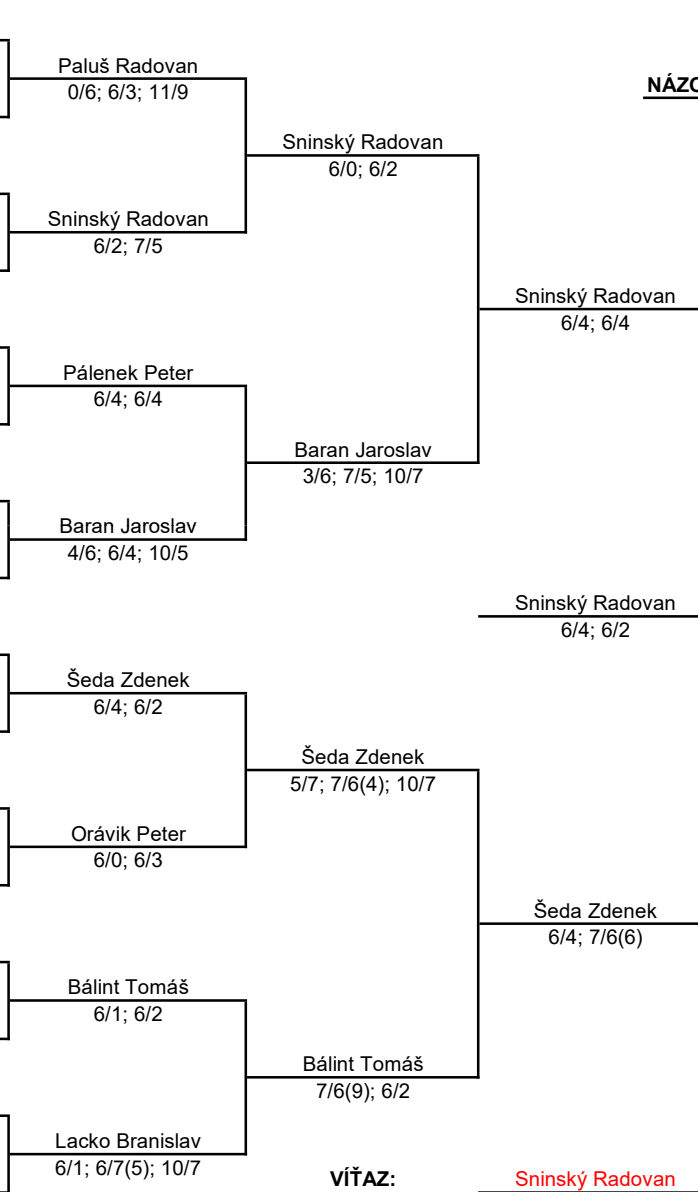 Paluš Radovan
0/6; 6/3; 11/9
Sninský Radovan
6/0; 6/2
Sninský Radovan
6/2; 7/5
Sninský Radovan
6/4; 6/4
Pálenek Peter
6/4; 6/4
Baran Jaroslav
3/6; 7/5; 10/7
Baran Jaroslav
4/6; 6/4; 10/5
Sninský Radovan
6/4; 6/2
Šeda Zdenek
6/4; 6/2
Šeda Zdenek
5/7; 7/6(4); 10/7
Orávik Peter
6/0; 6/3
Šeda Zdenek
6/4; 7/6(6)
Bálint Tomáš
6/1; 6/2
Bálint Tomáš
7/6(9); 6/2
Lacko Branislav
6/1; 6/7(5); 10/7
VÍŤAZ: Sninský Radovan